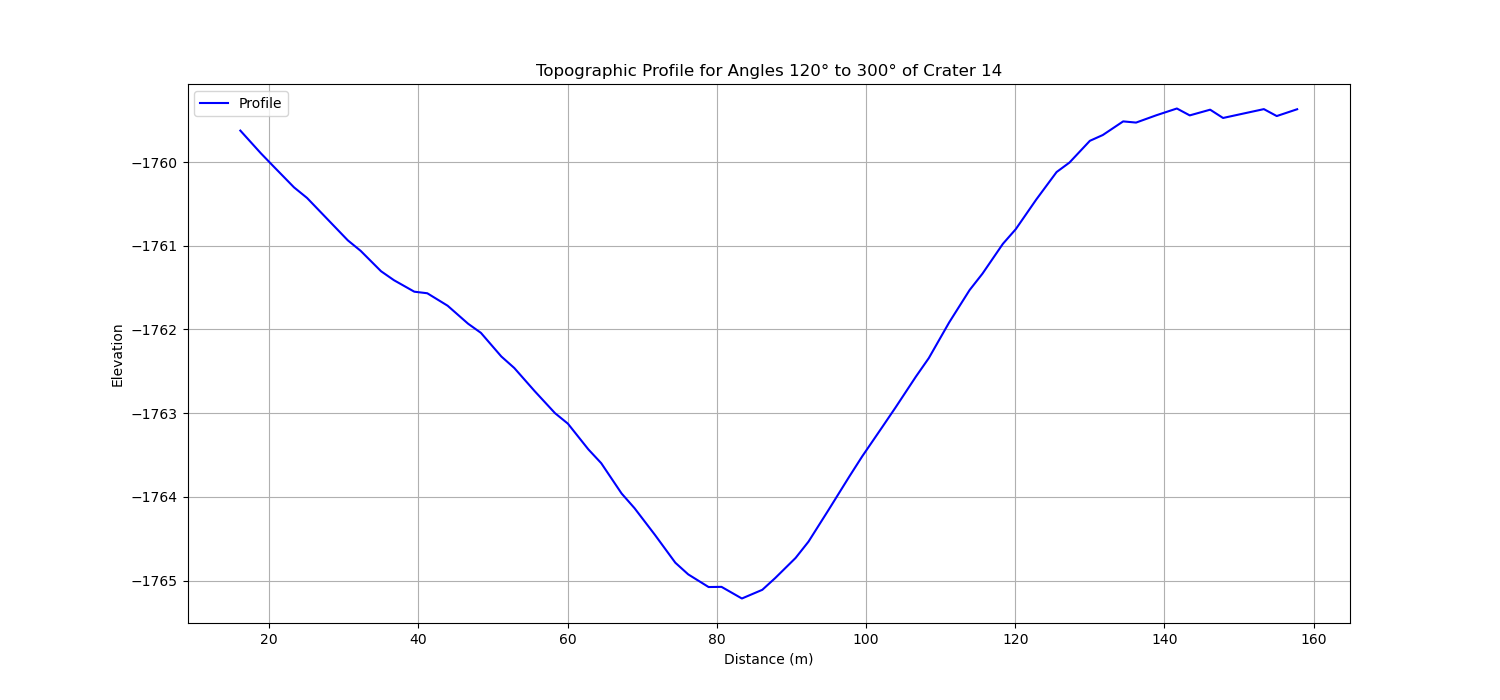 Topographic Profile for Angles 120° to 300° of Crater 14
Profile
−1760
−1761
−1762
−1763
−1764
−1765
Elevation
20 40 60 80 100 120 140 160
Distance (m)